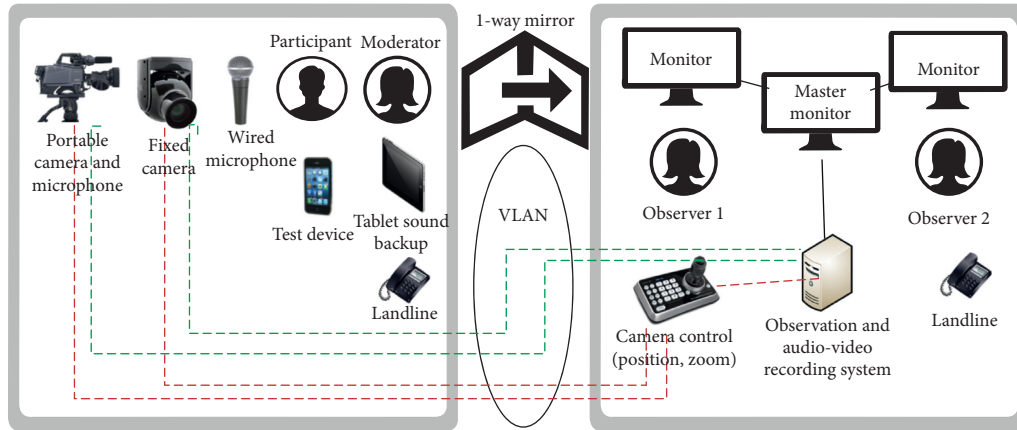 1-way mirror
Participant
Moderator
Portable
camera and
microphone
Fixed
camera
Wired
microphone
Test device
Tablet sound
backup
Landline
VLAN
Monitor
Master
monitor
Monitor
Observer 1
Observer 2
Camera control
(position, zoom)
Observation and
audio-video
recording system
Landline